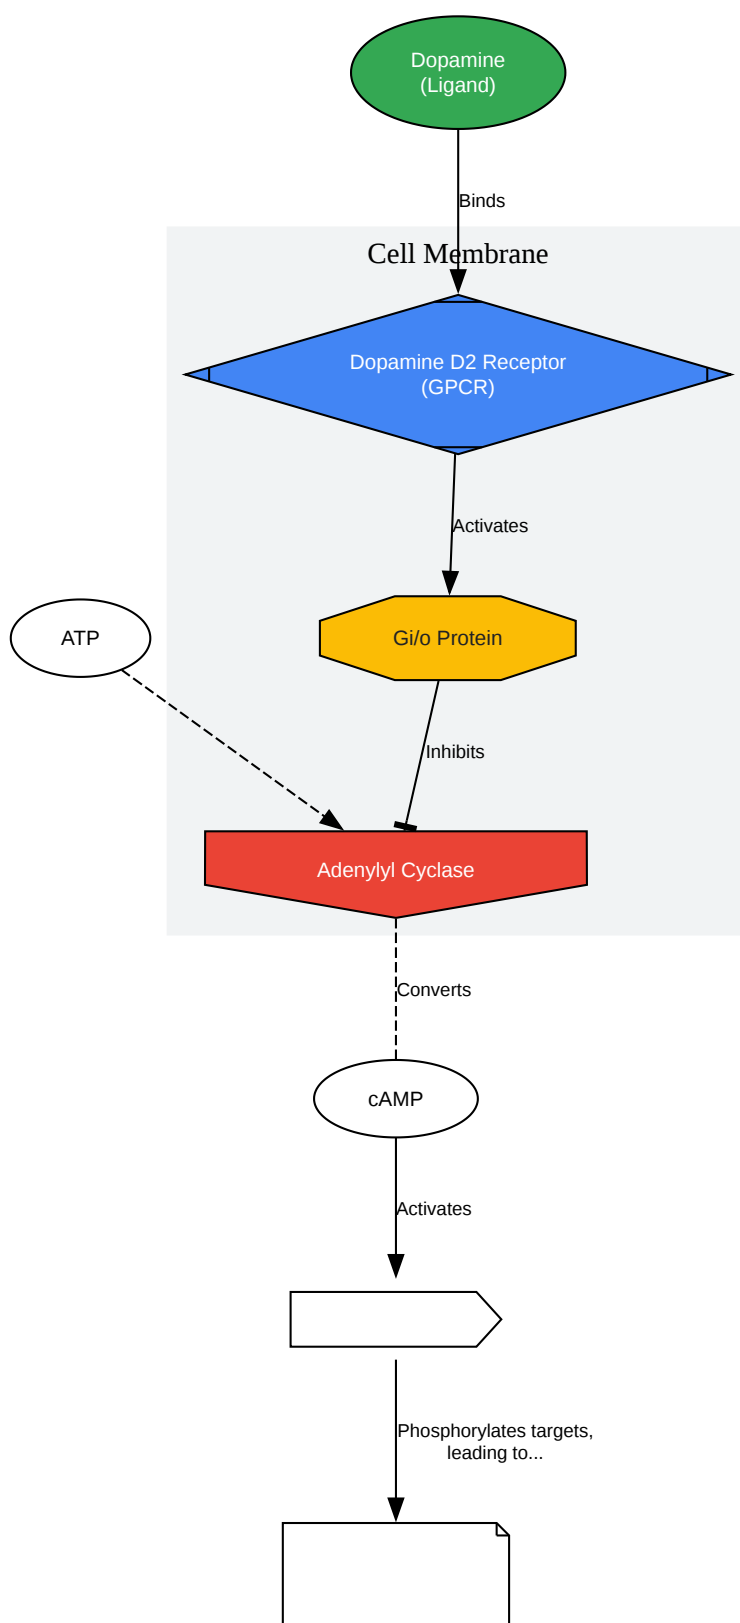 Dopamine
(Ligand)
Binds
Cell Membrane
Dopamine D2 Receptor
(GPCR)
Activates
ATP
Gi/o Protein
Inhibits
Adenylyl Cyclase
Converts
cAMP
Activates
Phosphorylates targets,
leading to...